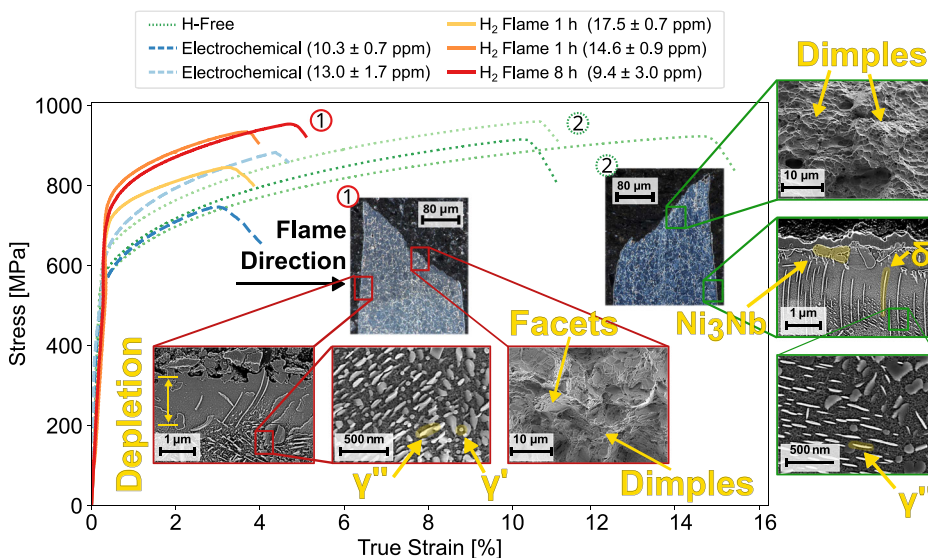 H-Free
Electrochemical (10.3 ± 0.7 ppm)
Electrochemical (13.0 ± 1.7 ppm)
H₂ Flame 1 h (17.5 ± 0.7 ppm)
H₂ Flame 1 h (14.6 ± 0.9 ppm)
H₂ Flame 8 h (9.4 ± 3.0 ppm)
Stress [MPa]
1000
800
600
400
200
0
0
2
4
6
8
10
12
14
16
True Strain [%]
1
2
1
80 µm
2
80 µm
Flame
Direction
Dimples
10 µm
δ
Ni₃Nb
1 µm
500 nm
γ''
Depletion
1 µm
500 nm
γ''
γ'
Facets
10 µm
Dimples